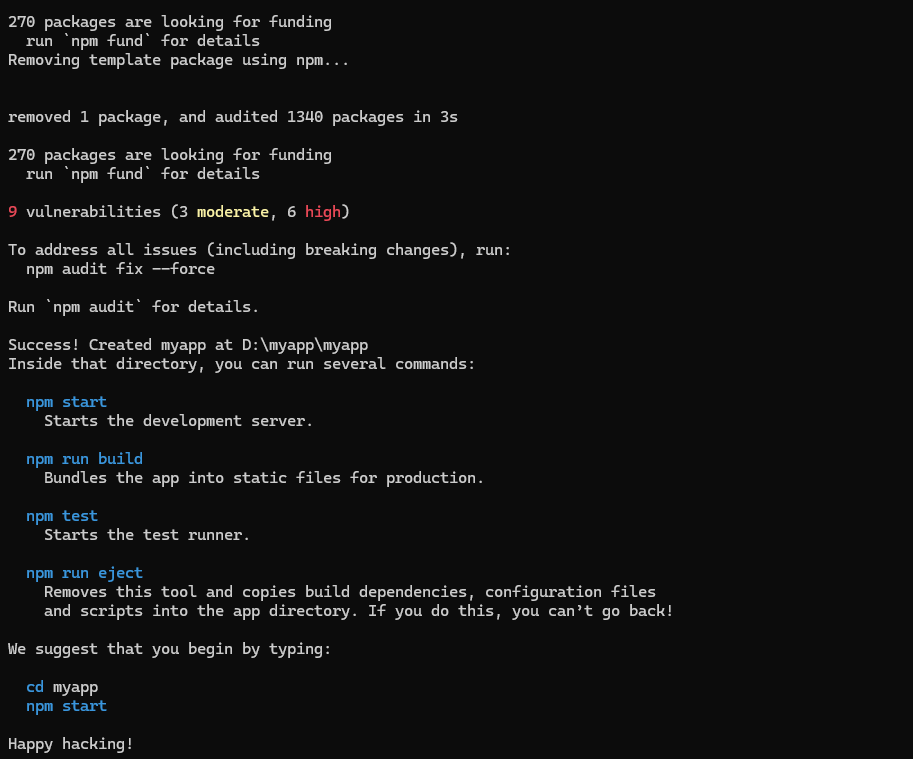 270 packages are looking for funding
  run `npm fund` for details
Removing template package using npm...
removed 1 package, and audited 1340 packages in 3s
270 packages are looking for funding
  run `npm fund` for details
9 vulnerabilities (3 moderate, 6 high)
To address all issues (including breaking changes), run:
  npm audit fix --force
Run `npm audit` for details.
Success! Created myapp at D:\myapp\myapp
Inside that directory, you can run several commands:
  npm start
    Starts the development server.
  npm run build
    Bundles the app into static files for production.
  npm test
    Starts the test runner.
  npm run eject
    Removes this tool and copies build dependencies, configuration files
    and scripts into the app directory. If you do this, you can’t go back!
We suggest that you begin by typing:
  cd myapp
  npm start
Happy hacking!